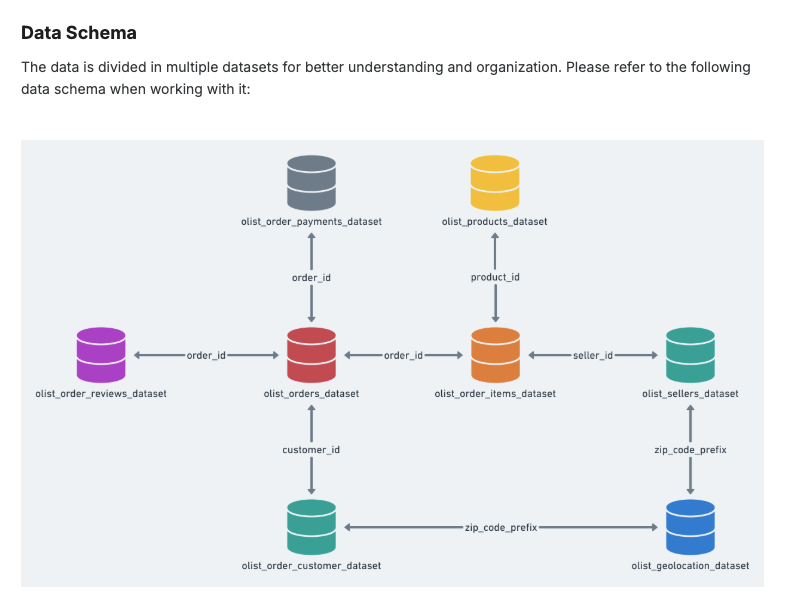 Data Schema
The data is divided in multiple datasets for better understanding and organization. Please refer to the following
data schema when working with it:
olist_order_payments_dataset
olist_products_dataset
order_id
product_id
order_id
order_id
seller_id
olist_order_reviews_dataset
olist_orders_dataset
olist_order_items_dataset
olist_sellers_dataset
customer_id
zip_code_prefix
zip_code_prefix
olist_order_customer_dataset
olist_geolocation_dataset